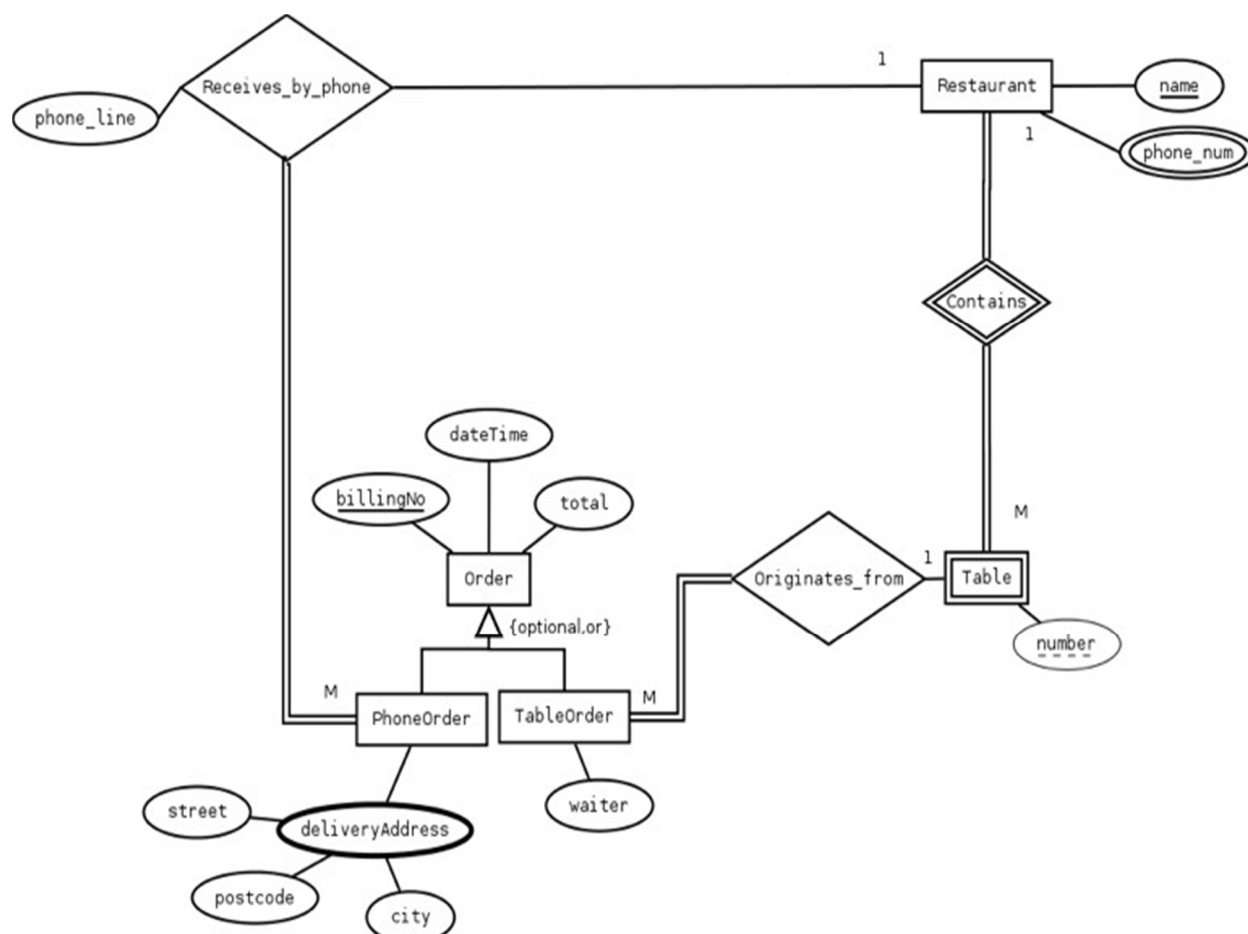 Receives_by_phone
1
Restaurant
name
phone_line
1
phone_num
Contains
dateTime
billingNo
total
M
Order
Originates_from
1
Table
{optional,or}
number
M
PhoneOrder
TableOrder
M
street
deliveryAddress
waiter
postcode
city